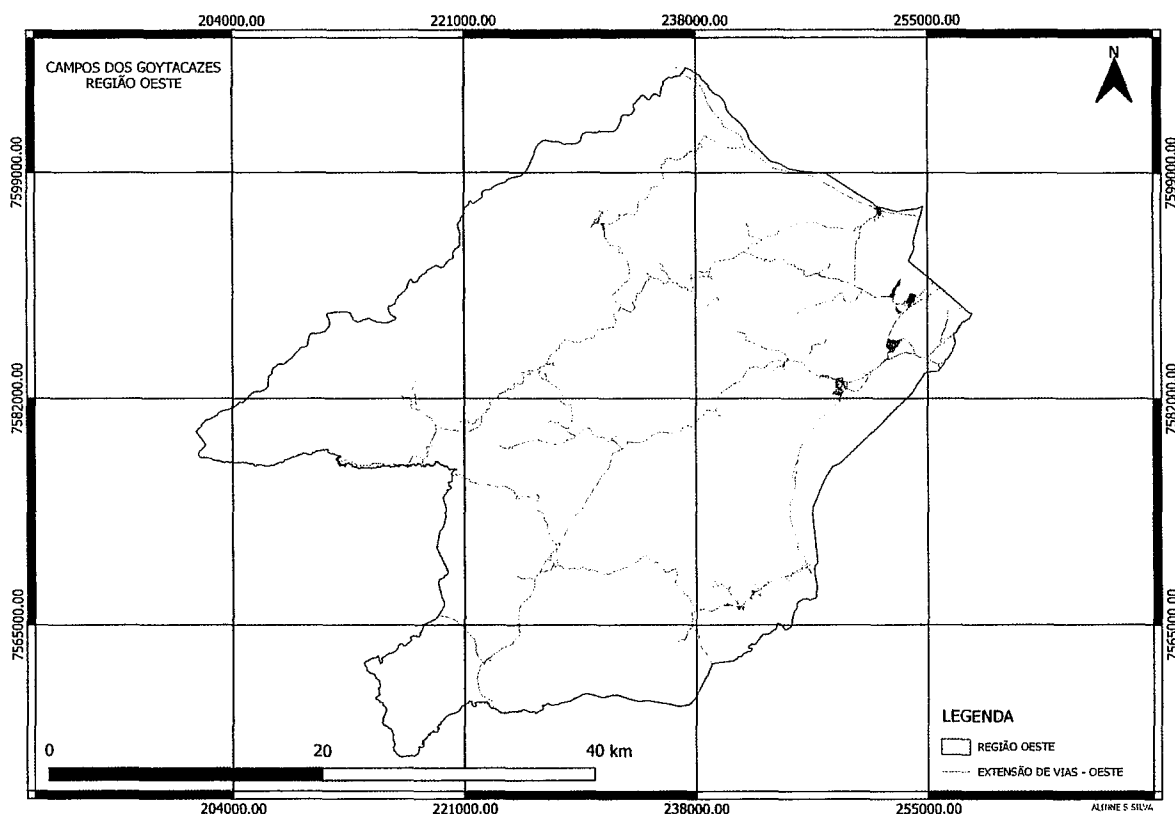 204000.00 221000.00 238000.00 255000.00
CAMPOS DOS GOYTACAZES
REGIÃO OESTE
N
7599000.00 7599000.00
7582000.00 7582000.00
7565000.00 7565000.00
LEGENDA
REGIÃO OESTE
EXTENSÃO DE VIAS - OESTE
0 20 40 km
204000.00 221000.00 238000.00 255000.00
S SILVA